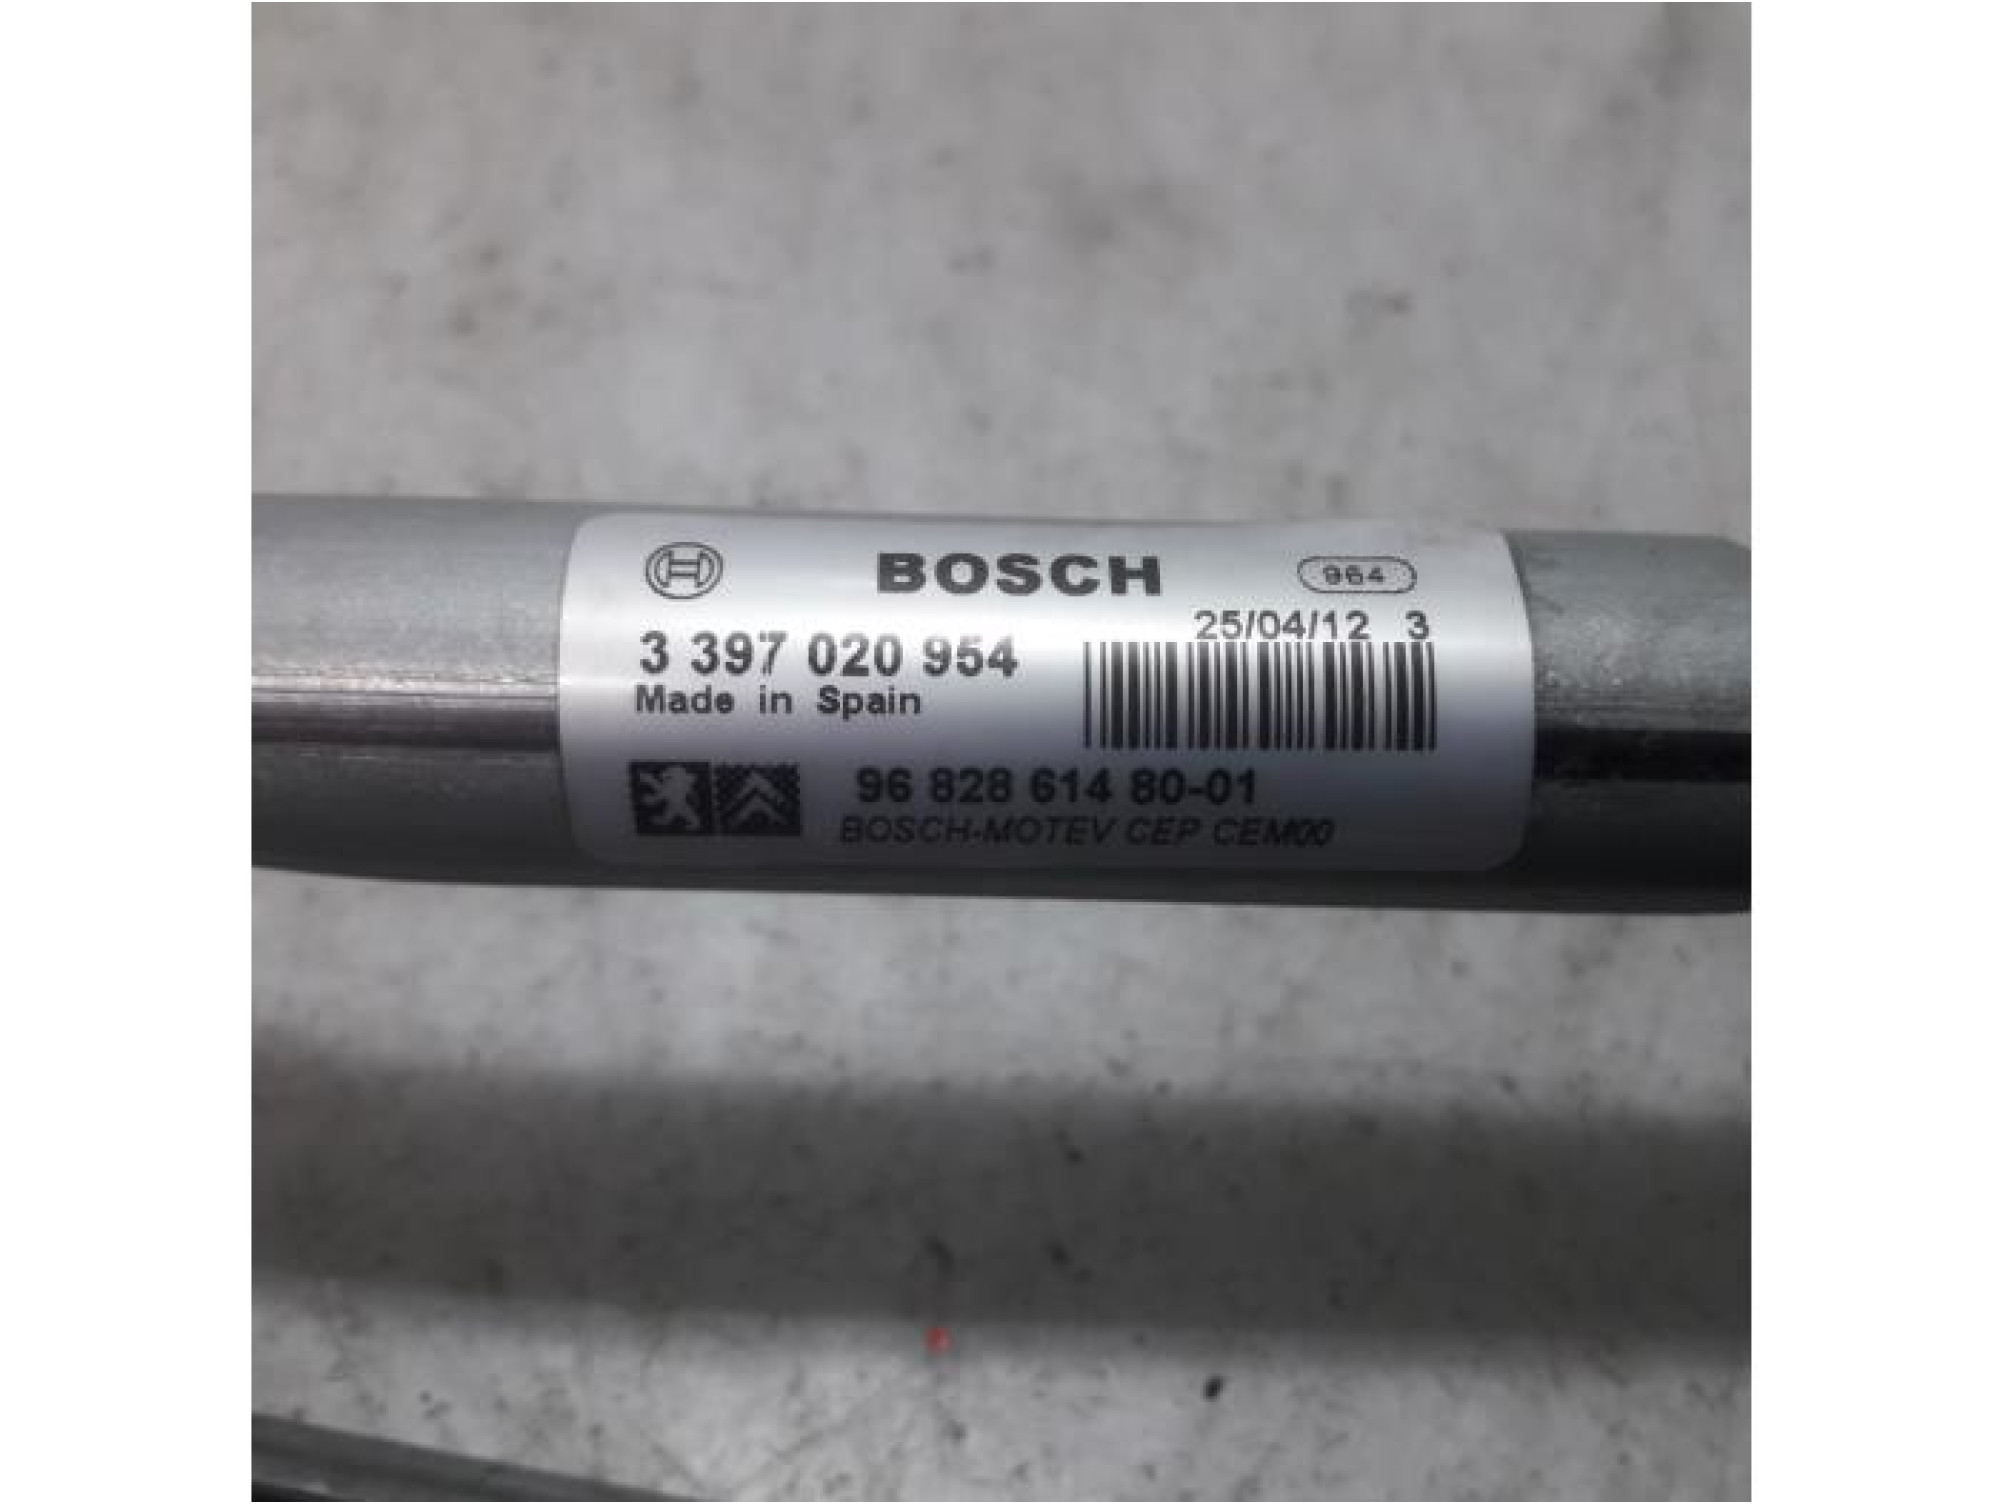 BOSCH 964
25/04/12 3
3 397 020 954
Made in Spain
96 828 614 80-01
BOSCH-MOTEV CEP CEM00